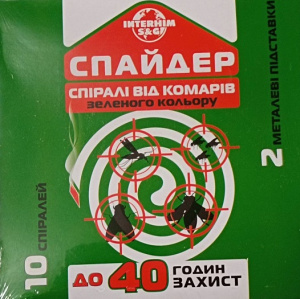 INTERHIM
S&G
СПАЙДЕР
СПІРАЛІ ВІД КОМАРІВ
зеленого кольору
2 МЕТАЛЕВІ ПІДСТАВКИ
10 СПІРАЛЕЙ
ДО 40 ГОДИН
ЗАХИСТ